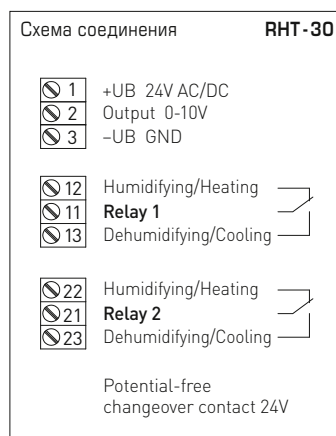 Схема соединения RHT-30
1 +UB 24V AC/DC
2 Output 0-10V
3 –UB GND
12 Humidifying/Heating
11 Relay 1
13 Dehumidifying/Cooling
22 Humidifying/Heating
21 Relay 2
23 Dehumidifying/Cooling
Potential-free
changeover contact 24V